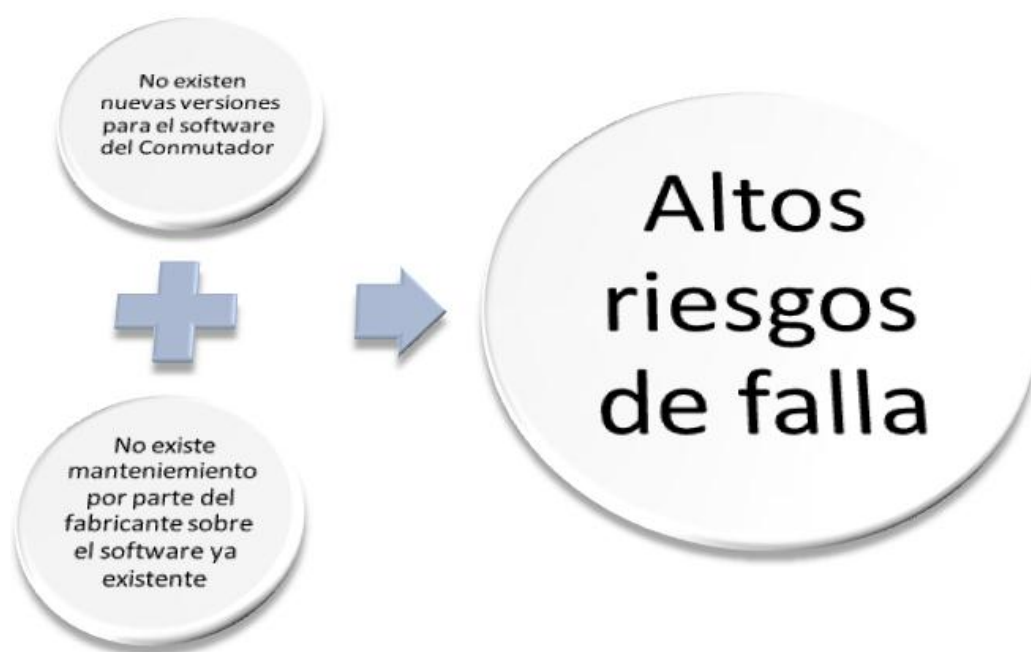 No existen
nuevas versiones
para el software
del Conmutador
No existe
manteniemiento
por parte del
fabricante sobre
el software ya
existente
Altos
riesgos
de falla